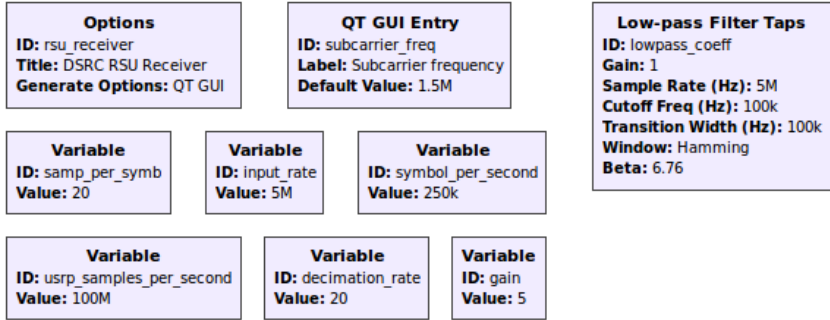 Options
ID: rsu_receiver
Title: DSRC RSU Receiver
Generate Options: QT GUI
QT GUI Entry
ID: subcarrier_freq
Label: Subcarrier frequency
Default Value: 1.5M
Low-pass Filter Taps
ID: lowpass_coeff
Gain: 1
Sample Rate (Hz): 5M
Cutoff Freq (Hz): 100k
Transition Width (Hz): 100k
Window: Hamming
Beta: 6.76
Variable
ID: samp_per_symb
Value: 20
Variable
ID: input_rate
Value: 5M
Variable
ID: symbol_per_second
Value: 250k
Variable
ID: usrp_samples_per_second
Value: 100M
Variable
ID: decimation_rate
Value: 20
Variable
ID: gain
Value: 5